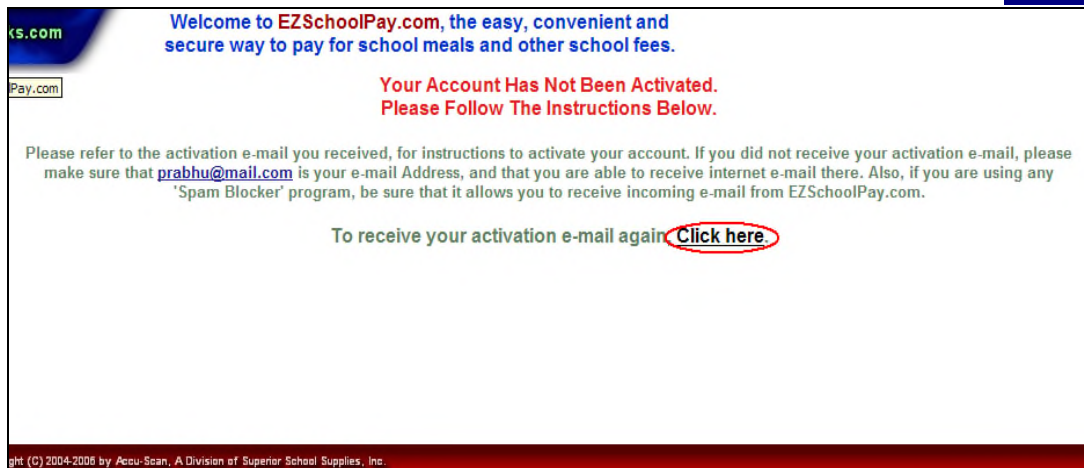 ks.com
Welcome to EZSchoolPay.com, the easy, convenient and
secure way to pay for school meals and other school fees.
lPay.com
Your Account Has Not Been Activated.
Please Follow The Instructions Below.
Please refer to the activation e-mail you received, for instructions to activate your account. If you did not receive your activation e-mail, please
make sure that prabhu@mail.com is your e-mail Address, and that you are able to receive internet e-mail there. Also, if you are using any
'Spam Blocker' program, be sure that it allows you to receive incoming e-mail from EZSchoolPay.com.
To receive your activation e-mail again, Click here.
ght (C) 2004-2006 by Accu-Scan, A Division of Superior School Supplies, Inc.